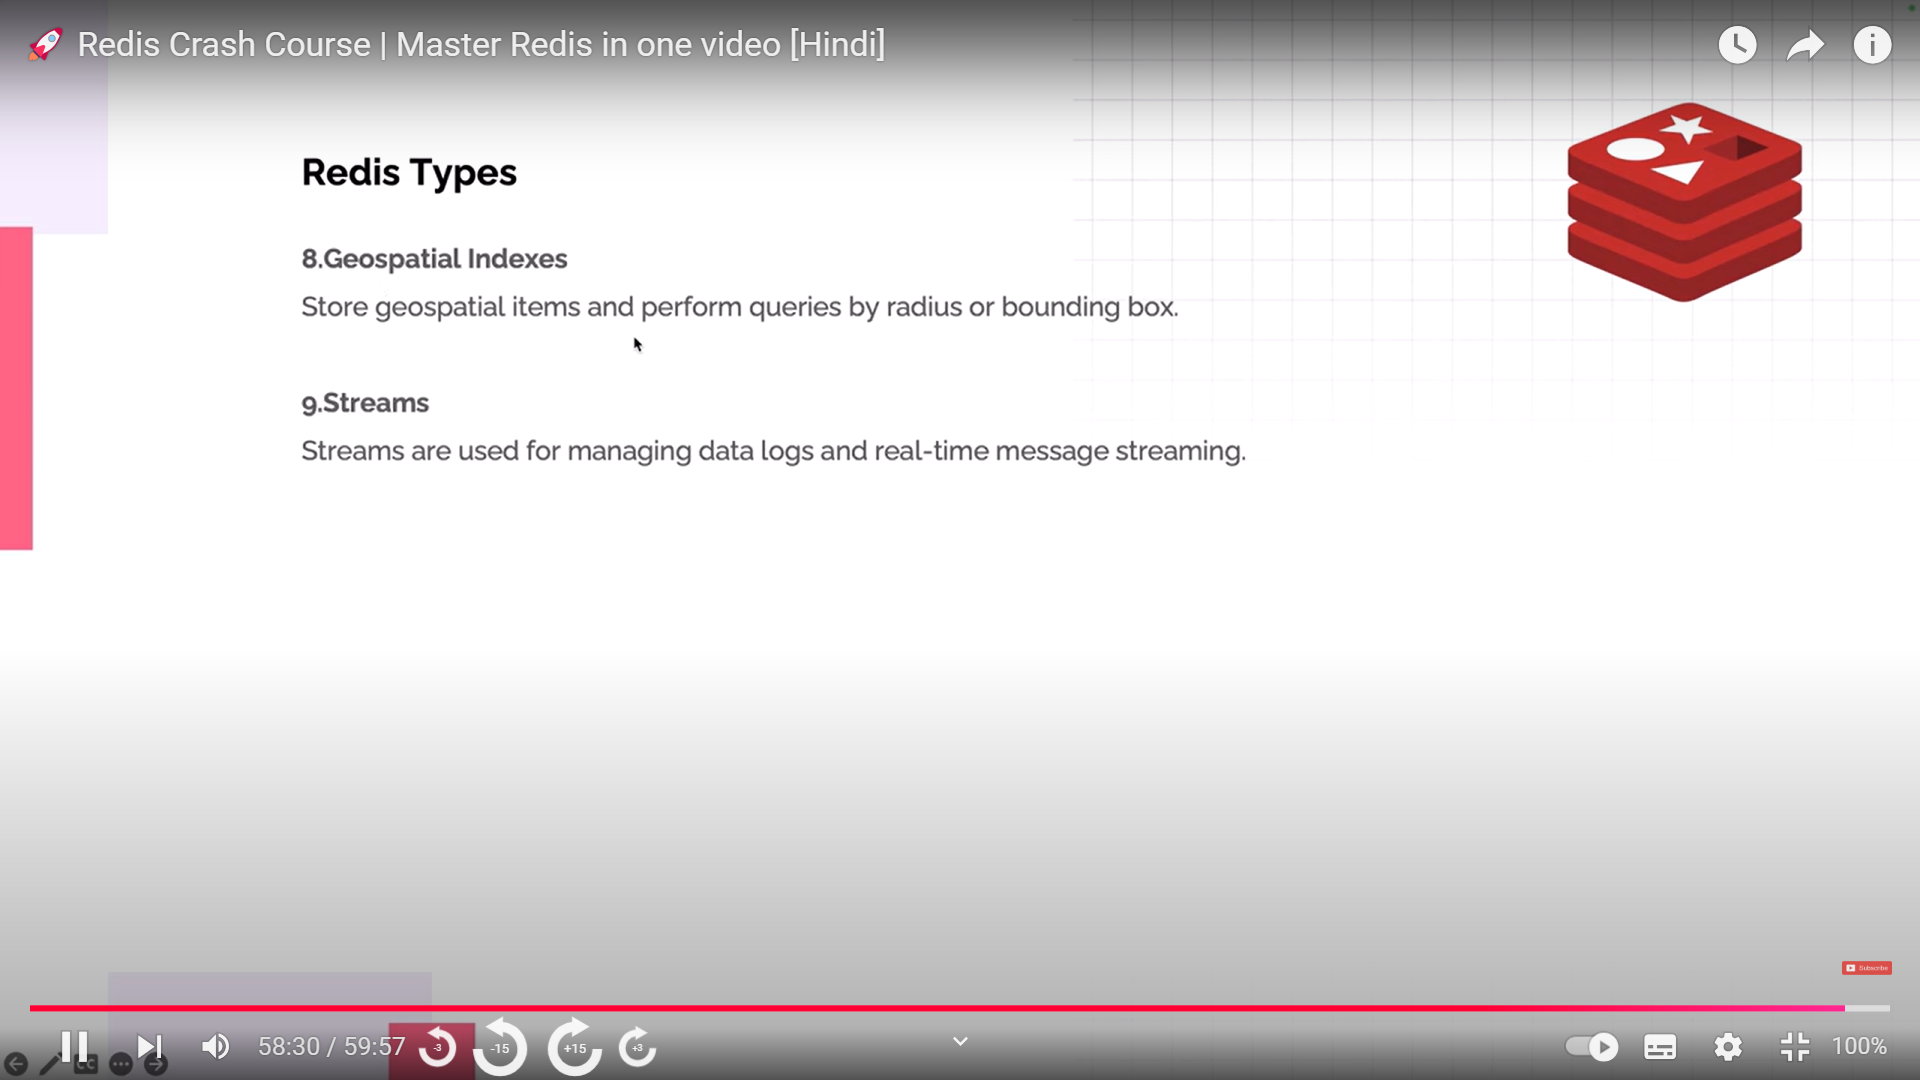 🚀 Redis Crash Course | Master Redis in one video [Hindi]
Redis Types
8.Geospatial Indexes
Store geospatial items and perform queries by radius or bounding box.
9.Streams
Streams are used for managing data logs and real-time message streaming.
Subscribe
58:30 / 59:57
-3
-15
+15
+3
100%
CC